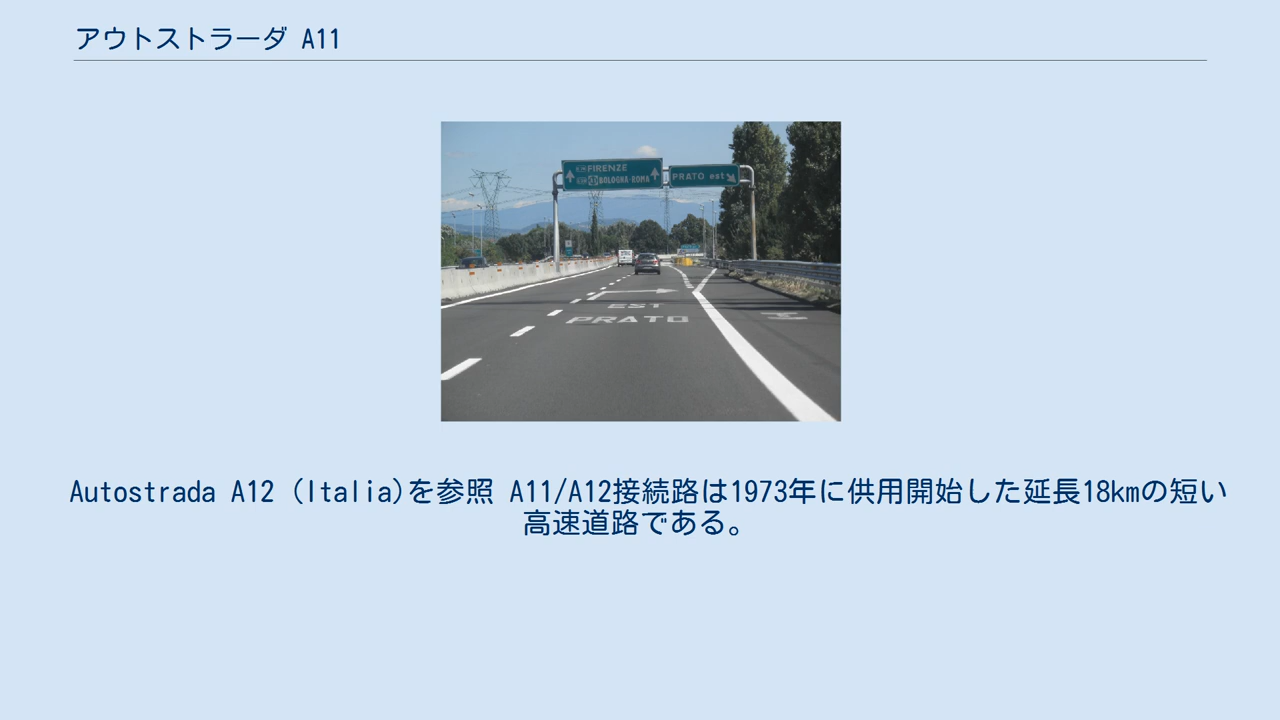 アウトストラーダ A11
FIRENZE
BOLOGNA-ROMA
PRATO est
EST
PRATO
Autostrada A12 (Italia)を参照 A11/A12接続路は1973年に供用開始した延長18kmの短い
高速道路である。